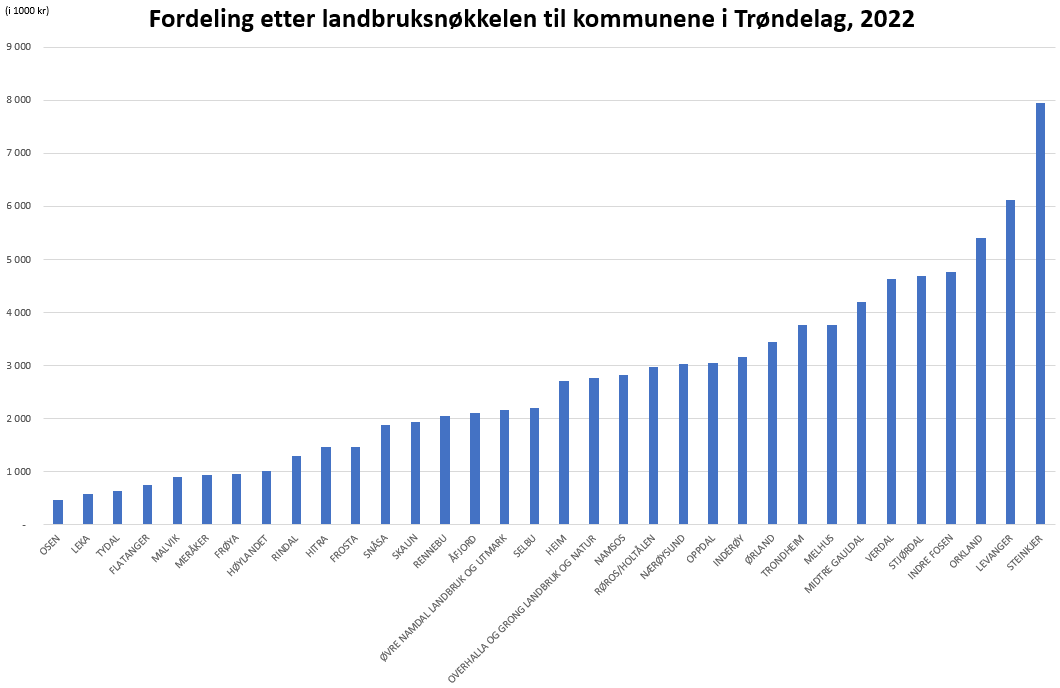 (i 1000 kr)
Fordeling etter landbruksnøkkelen til kommunene i Trøndelag, 2022
9 000
8 000
7 000
6 000
5 000
4 000
3 000
2 000
1 000
-
OSEN
LEKA
TYDAL
FLATANGER
MALVIK
MERÅKER
FRØYA
HØYLANDET
RINDAL
HITRA
FROSTA
SNÅSA
SKAUN
RENNEBU
ÅFJORD
ØVRE NAMDAL LANDBRUK OG UTMARK
SELBU
HEIM
OVERHALLA OG GRONG LANDBRUK OG NATUR
NAMSOS
RØROS/HOLTÅLEN
NÆRØYSUND
OPPDAL
INDERØY
ØRLAND
TRONDHEIM
MELHUS
MIDTRE GAULDAL
VERDAL
STJØRDAL
INDRE FOSEN
ORKLAND
LEVANGER
STEINKJER